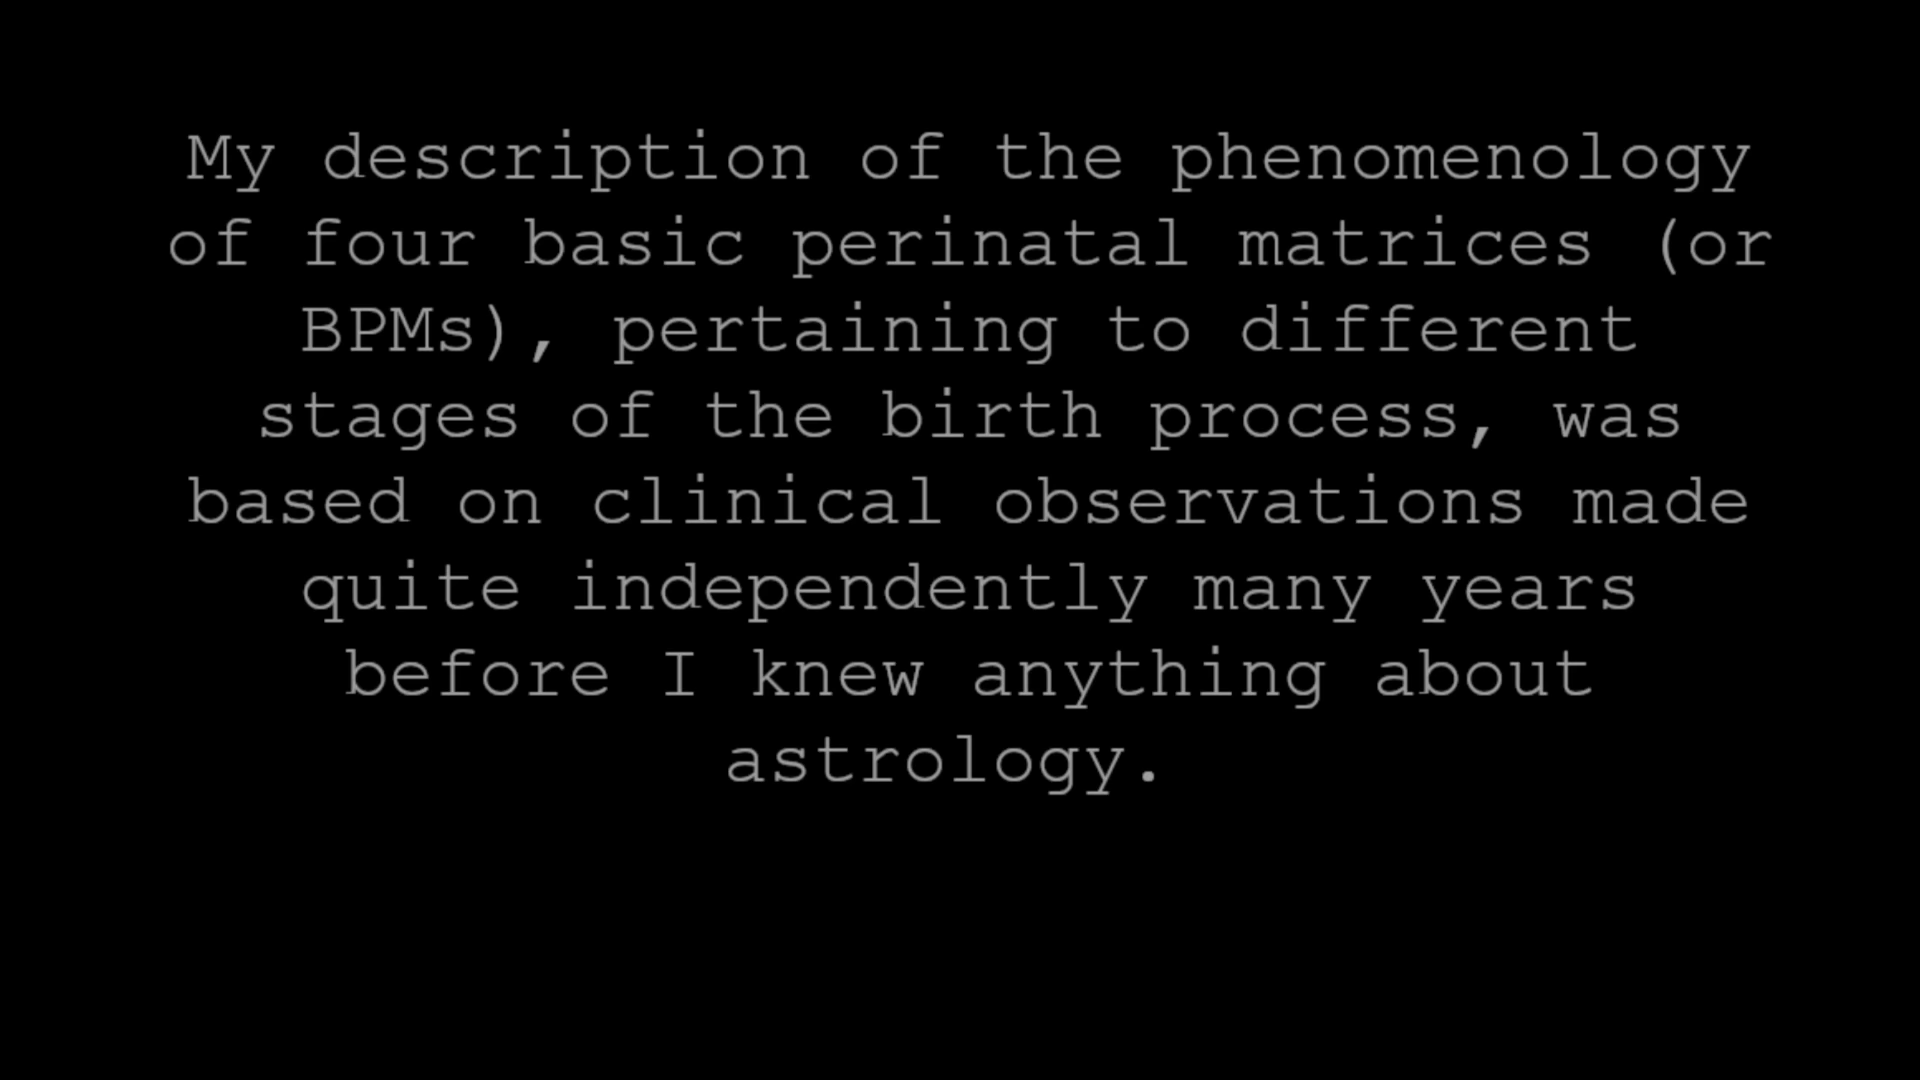 My description of the phenomenology
of four basic perinatal matrices (or
BPMs), pertaining to different
stages of the birth process, was
based on clinical observations made
quite independently many years
before I knew anything about
astrology.